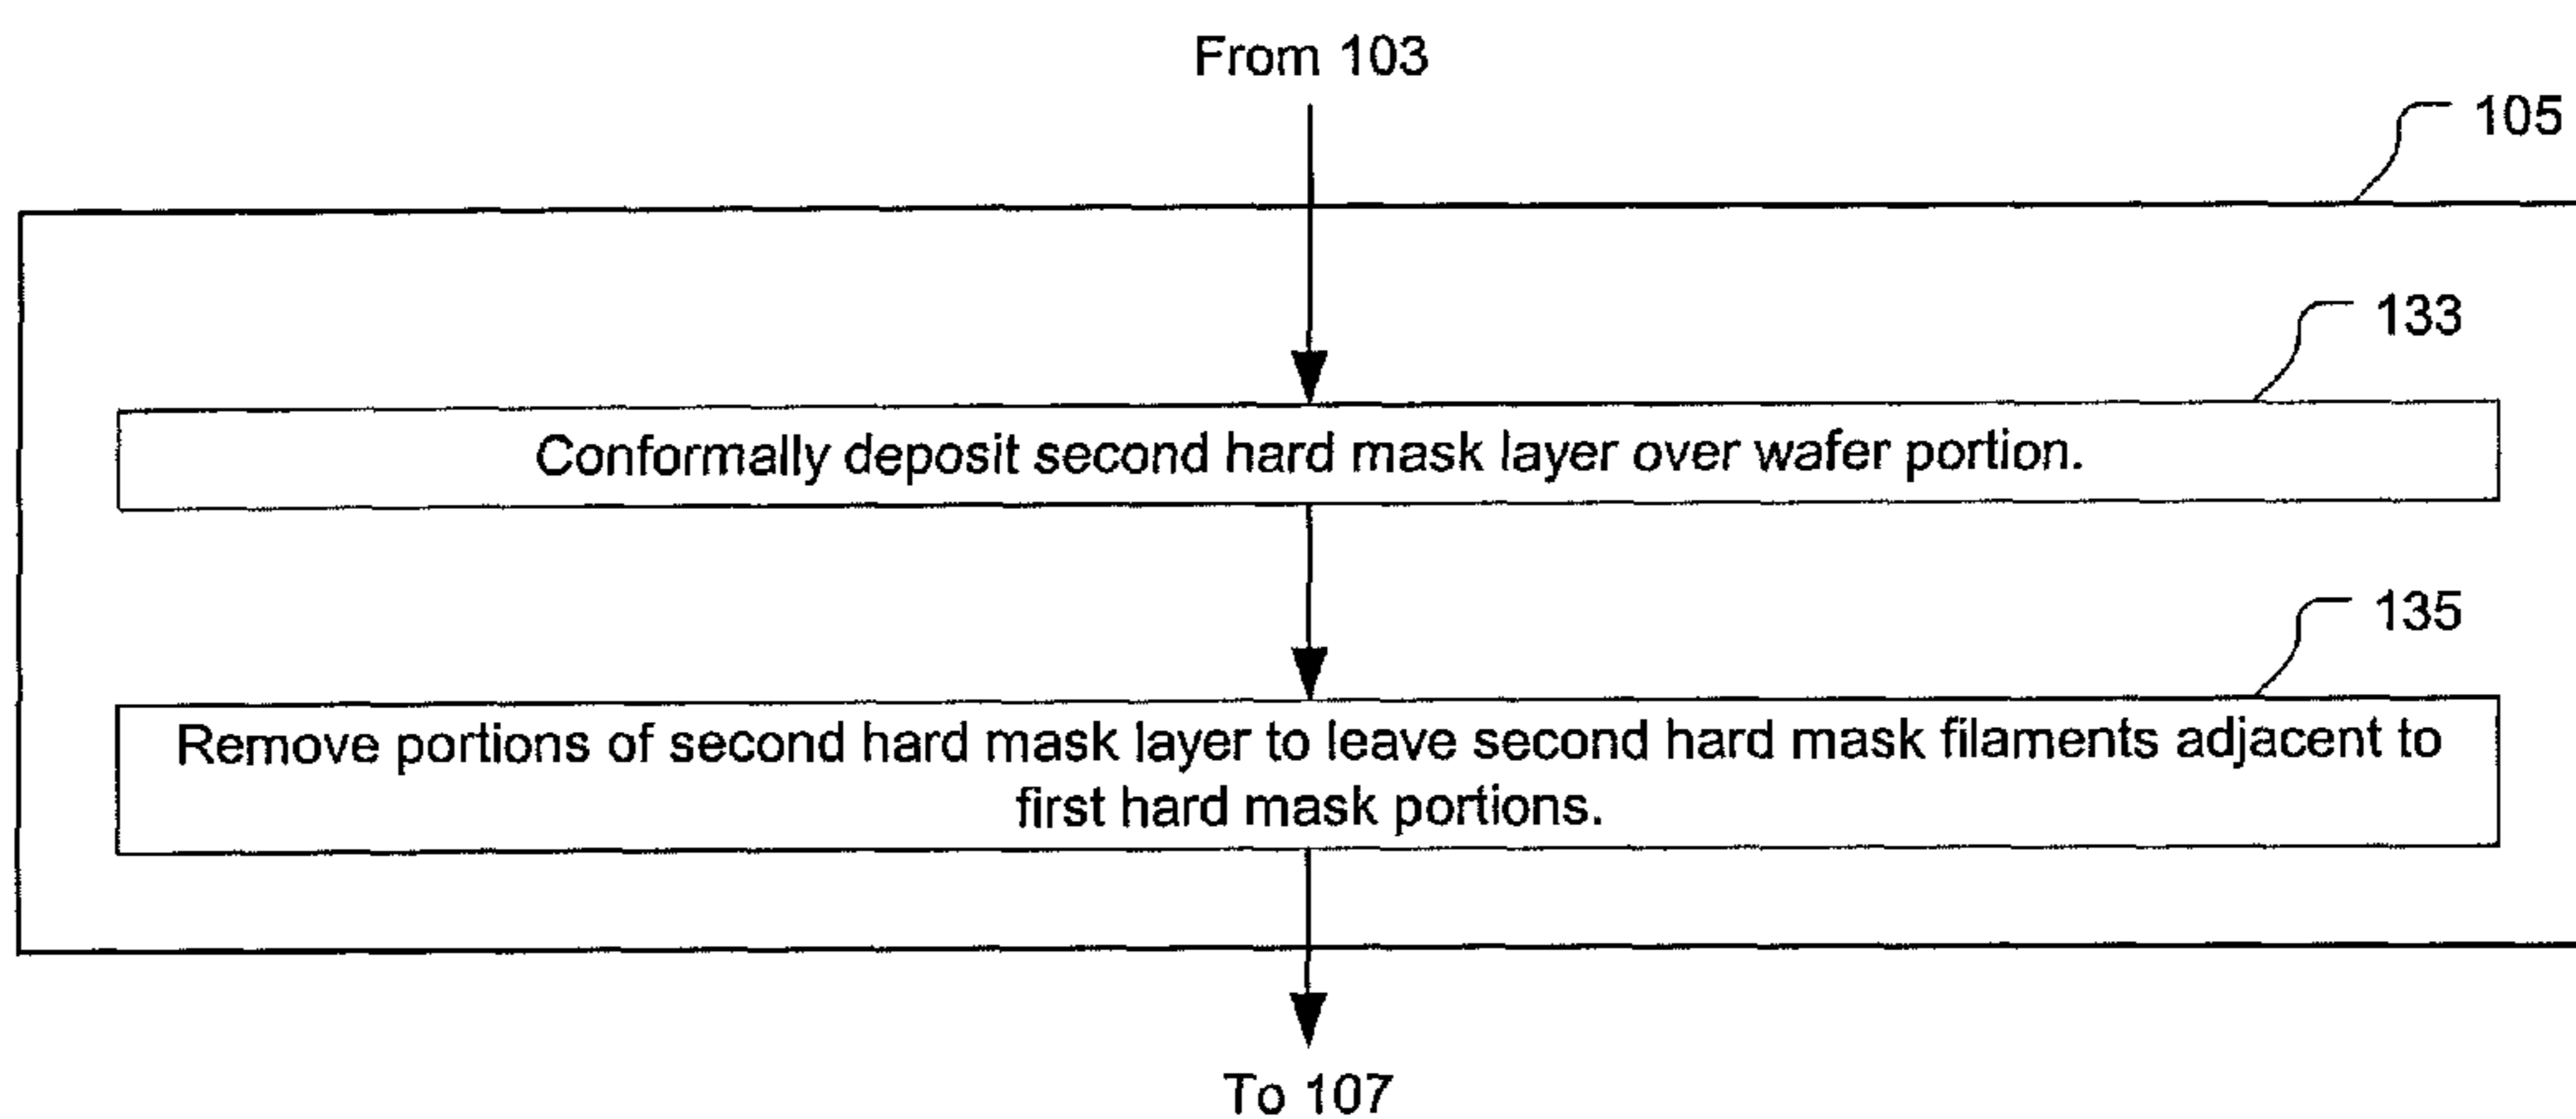 From 103
105
133
Conformally deposit second hard mask layer over wafer portion.
135
Remove portions of second hard mask layer to leave second hard mask filaments adjacent to
first hard mask portions.
To 107